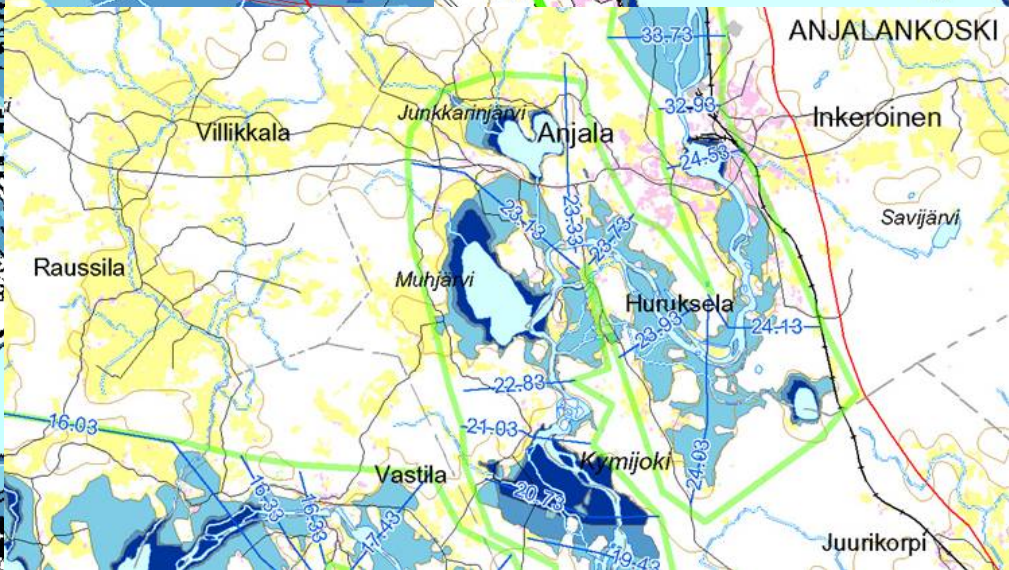 ANJALANKOSKI
33.73
Junkkarinjärvi
32.93
Inkeroinen
Villikkala
Anjala
24.53
23.13
23.33
23.73
Savijärvi
Raussila
Muhjärvi
Huruksela
23.93
24.13
22.83
16.03
21.03
Vastila
Kymijoki
24.03
16.33
16.33
20.73
17.43
Juurikorpi
19.43